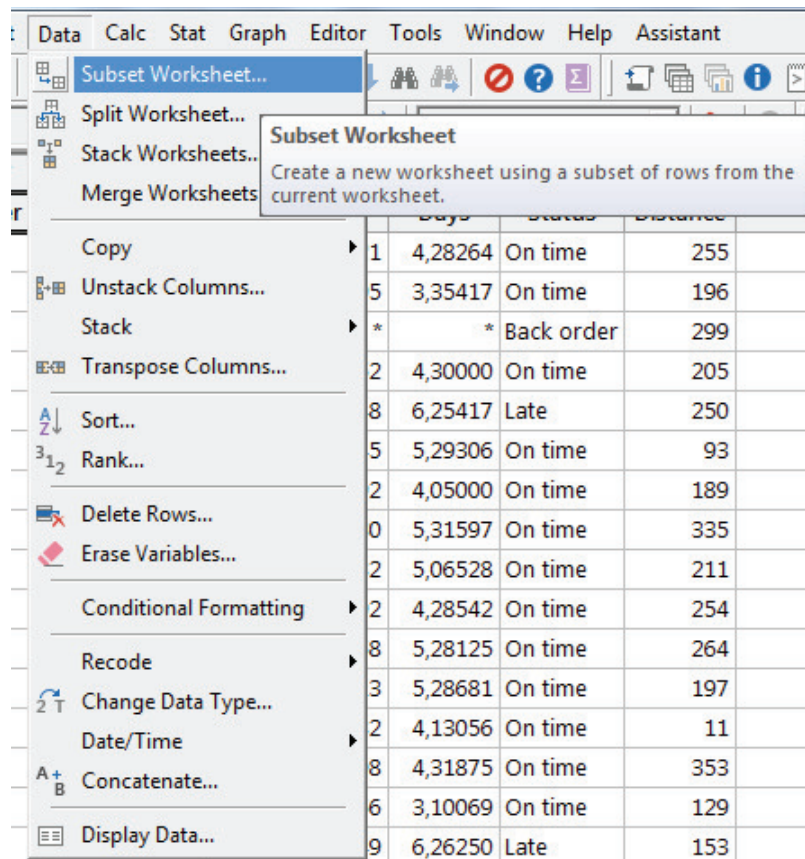 Data Calc Stat Graph Editor Tools Window Help Assistant
Subset Worksheet...
Split Worksheet...
Stack Worksheets..
Merge Worksheets
Subset Worksheet
Create a new worksheet using a subset of rows from the
current worksheet.
Days Status Distance
Copy
Unstack Columns...
Stack
Transpose Columns...
Sort...
Rank...
Delete Rows...
Erase Variables...
Conditional Formatting
Recode
Change Data Type...
Date/Time
Concatenate...
Display Data...
1 4,28264 On time 255
5 3,35417 On time 196
* * Back order 299
2 4,30000 On time 205
8 6,25417 Late 250
5 5,29306 On time 93
2 4,05000 On time 189
0 5,31597 On time 335
2 5,06528 On time 211
2 4,28542 On time 254
8 5,28125 On time 264
3 5,28681 On time 197
2 4,13056 On time 11
8 4,31875 On time 353
6 3,10069 On time 129
9 6,26250 Late 153